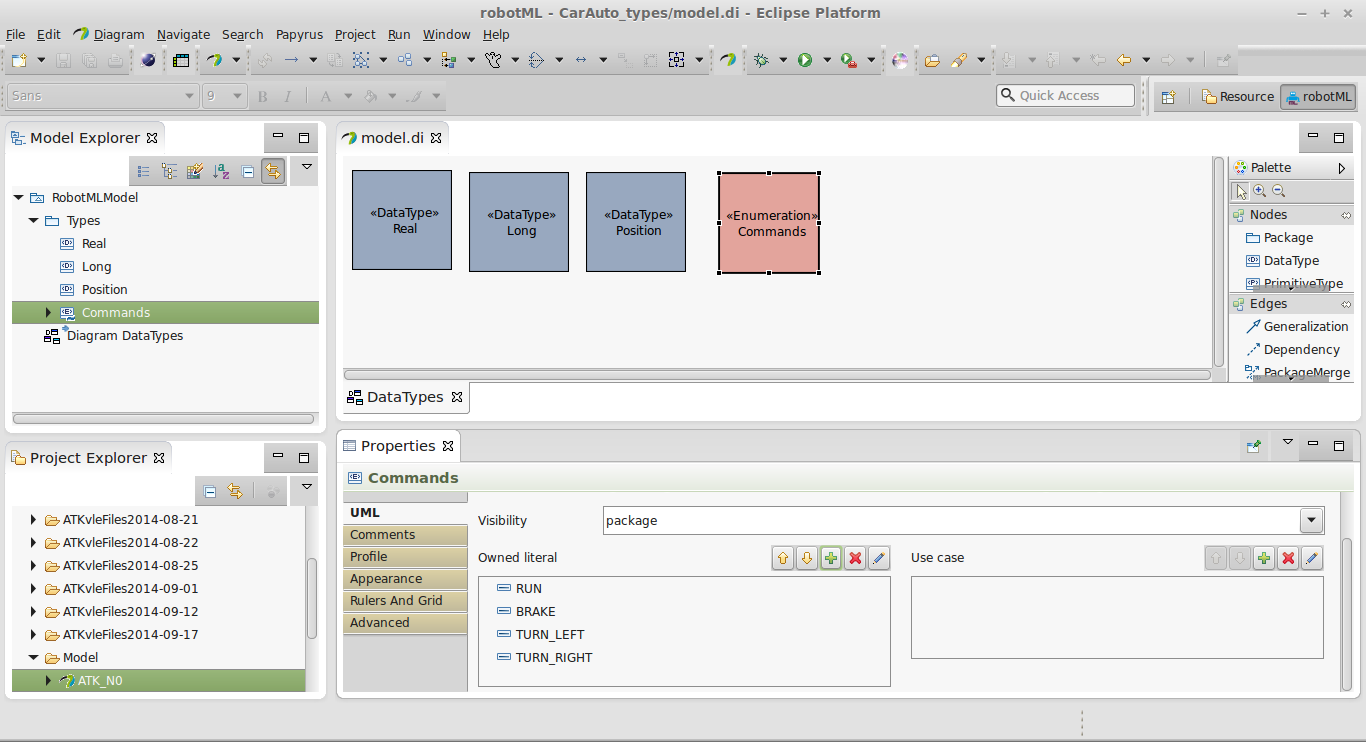 robotML - CarAuto_types/model.di - Eclipse Platform
File Edit Diagram Navigate Search Papyrus Project Run Window Help
Sans 9 B I A Quick Access Resource robotML
Model Explorer
RobotMLModel
Types
Real
Long
Position
Commands
Diagram DataTypes
Project Explorer
ATKvleFiles2014-08-21
ATKvleFiles2014-08-22
ATKvleFiles2014-08-25
ATKvleFiles2014-09-01
ATKvleFiles2014-09-12
ATKvleFiles2014-09-17
Model
ATK_N0
model.di
«DataType»
Real
«DataType»
Long
«DataType»
Position
«Enumeration»
Commands
Palette
Nodes
Package
DataType
PrimitiveType
Edges
Generalization
Dependency
PackageMerge
DataTypes
Properties
Commands
UML
Comments
Profile
Appearance
Rulers And Grid
Advanced
Visibility package
Owned literal
RUN
BRAKE
TURN_LEFT
TURN_RIGHT
Use case